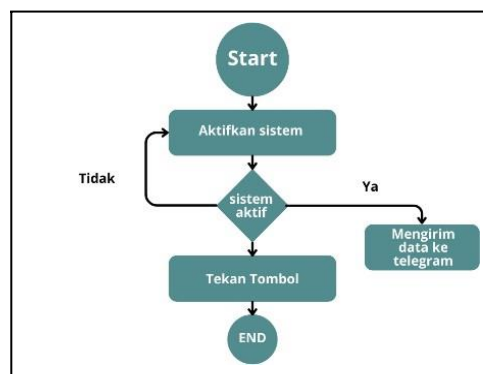 Start
Aktifkan sistem
Tidak
Ya
sistem
aktif
Mengirim
data ke
telegram
Tekan Tombol
END